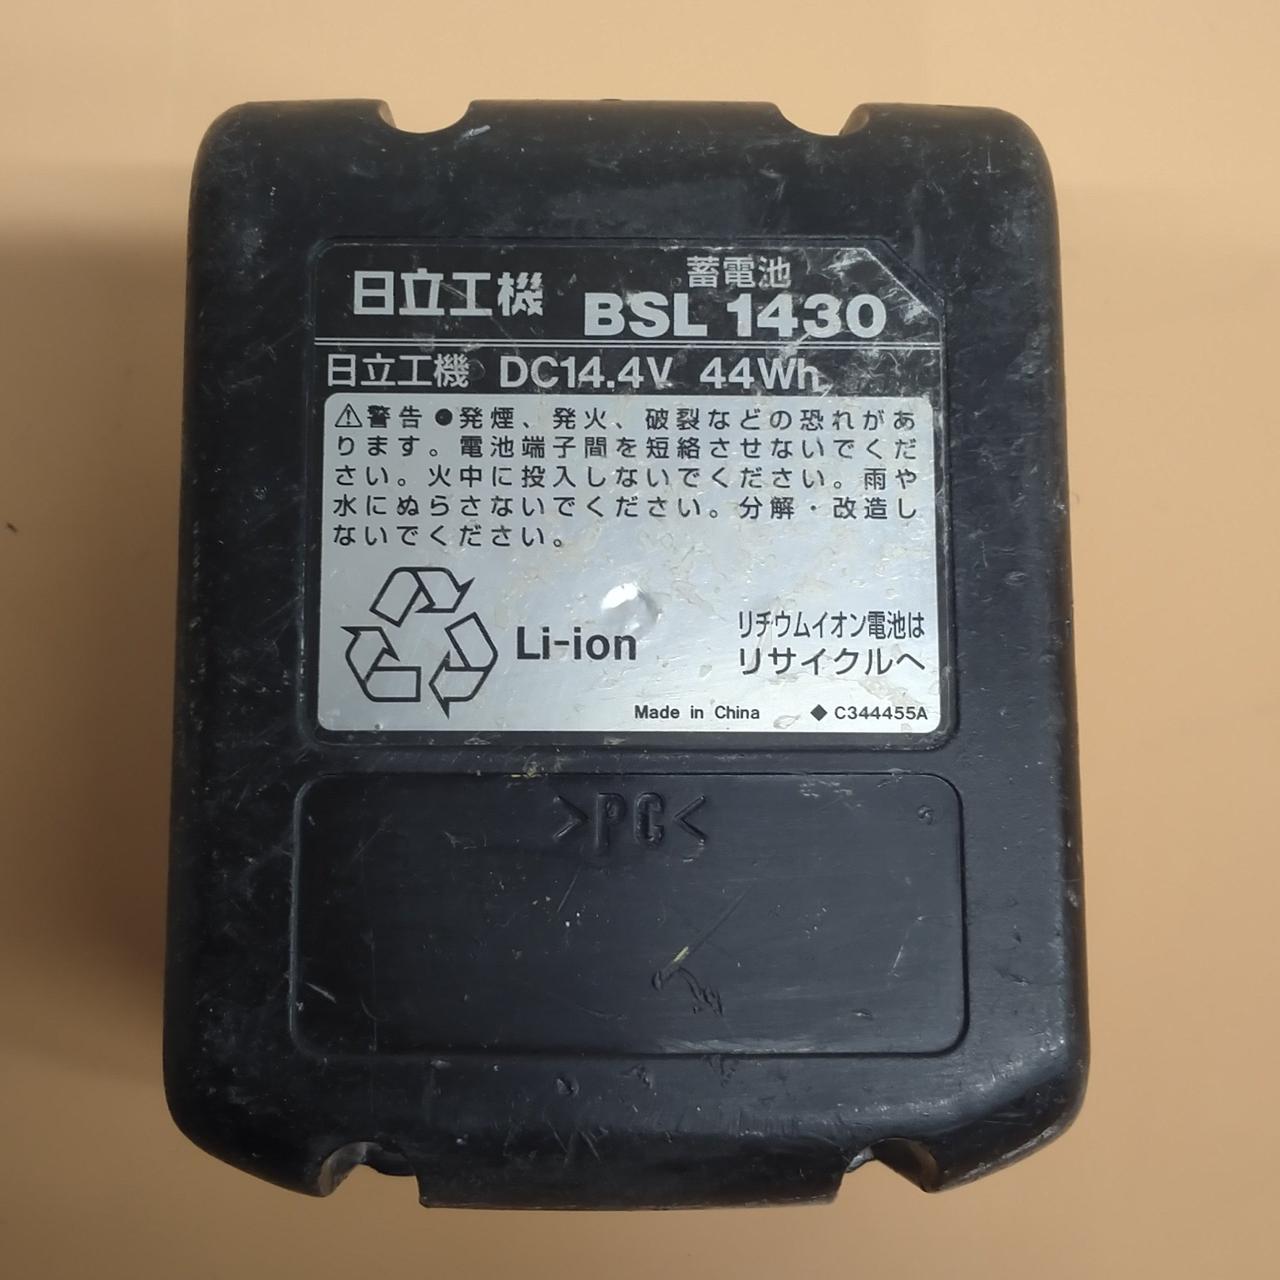 蓄電池
日立工機 BSL 1430
日立工機 DC14.4V 44Wh
⚠警告●発煙、発火、破裂などの恐れがあ
ります。電池端子間を短絡させないでくだ
さい。火中に投入しないでください。雨や
水にぬらさないでください。分解・改造し
ないでください。
Li-ion
リチウムイオン電池は
リサイクルへ
Made in China ◆C344455A
>PC<